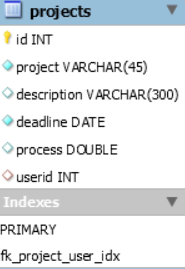 projects
id INT
project VARCHAR(45)
description VARCHAR(300)
deadline DATE
process DOUBLE
userid INT
Indexes
PRIMARY
fk_project_user_idx